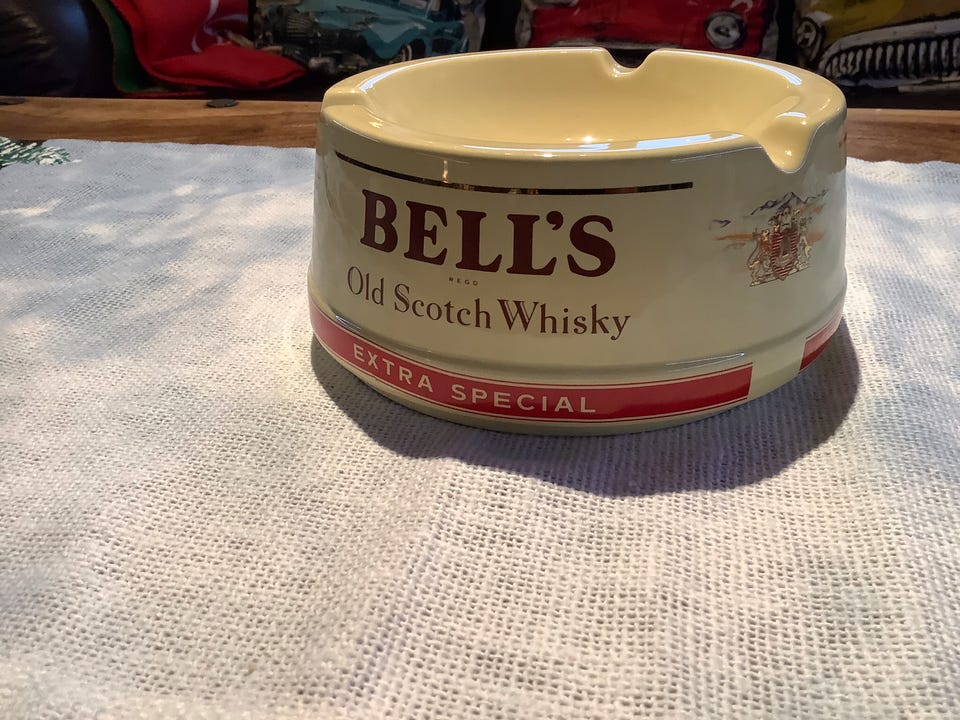 BELL'S
REGD
Old Scotch Whisky
EXTRA SPECIAL